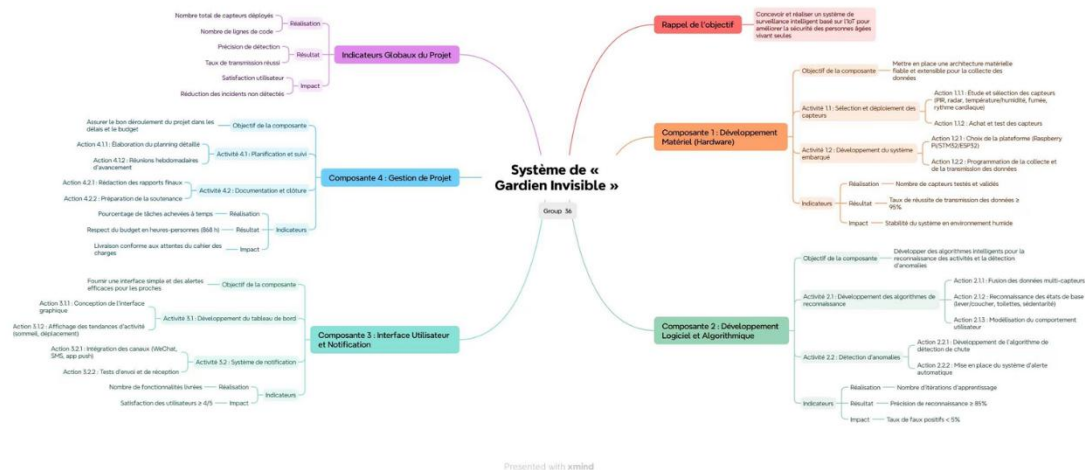 Système de «
Gardien Invisible »
Group 36
Rappel de l'objectif
Concevoir et réaliser un système de
surveillance intelligent basé sur l'IoT pour
améliorer la sécurité des personnes âgées
vivant seules
Composante 1 : Développement
Matériel (Hardware)
Objectif de la composante
Mettre en place une architecture matérielle
fiable et extensible pour la collecte des
données
Activité 1.1 : Sélection et déploiement des
capteurs
Action 1.1.1 : Étude et sélection des capteurs
(PIR, radar, température/humidité, fumée,
rythme cardiaque)
Action 1.1.2 : Achat et test des capteurs
Activité 1.2 : Développement du système
embarqué
Action 1.2.1 : Choix de la plateforme (Raspberry
Pi/STM32/ESP32)
Action 1.2.2 : Programmation de la collecte et
de la transmission des données
Indicateurs
Réalisation
Nombre de capteurs testés et validés
Résultat
Taux de réussite de transmission des données ≥
95%
Impact
Stabilité du système en environnement humide
Composante 2 : Développement
Logiciel et Algorithmique
Objectif de la composante
Développer des algorithmes intelligents pour la
reconnaissance des activités et la détection
d'anomalies
Activité 2.1 : Développement des algorithmes
de reconnaissance
Action 2.1.1 : Fusion des données multi-capteurs
Action 2.1.2 : Reconnaissance des états de base
(lever/coucher, toilettes, sédentarité)
Action 2.1.3 : Modélisation du comportement
utilisateur
Activité 2.2 : Détection d'anomalies
Action 2.2.1 : Développement de l'algorithme de
détection de chute
Action 2.2.2 : Mise en place du système d'alerte
automatique
Indicateurs
Réalisation
Nombre d'itérations d'apprentissage
Résultat
Précision de reconnaissance ≥ 85%
Impact
Taux de faux positifs < 5%
Indicateurs Globaux du Projet
Réalisation
Nombre total de capteurs déployés
Nombre de lignes de code
Résultat
Précision de détection
Taux de transmission réussi
Impact
Satisfaction utilisateur
Réduction des incidents non détectés
Composante 4 : Gestion de Projet
Objectif de la composante
Assurer le bon déroulement du projet dans les
délais et le budget
Activité 4.1 : Planification et suivi
Action 4.1.1 : Élaboration du planning détaillé
Action 4.1.2 : Réunions hebdomadaires
d'avancement
Activité 4.2 : Documentation et clôture
Action 4.2.1 : Rédaction des rapports finaux
Action 4.2.2 : Préparation de la soutenance
Indicateurs
Réalisation
Pourcentage de tâches achevées à temps
Résultat
Respect du budget en heures-personnes (868 h)
Impact
Livraison conforme aux attentes du cahier des
charges
Composante 3 : Interface Utilisateur
et Notification
Objectif de la composante
Fournir une interface simple et des alertes
efficaces pour les proches
Activité 3.1 : Développement du tableau de bord
Action 3.1.1 : Conception de l'interface
graphique
Action 3.1.2 : Affichage des tendances d'activité
(sommeil, déplacement)
Activité 3.2 : Système de notification
Action 3.2.1 : Intégration des canaux (WeChat,
SMS, app push)
Action 3.2.2 : Tests d'envoi et de réception
Indicateurs
Réalisation
Nombre de fonctionnalités livrées
Impact
Satisfaction des utilisateurs ≥ 4/5
Presented with xmind